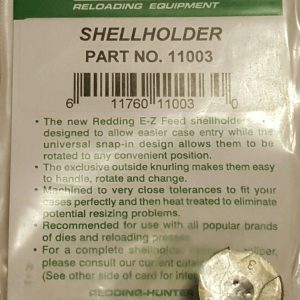 RELOADING EQUIPMENT
SHELLHOLDER
PART NO. 11003
6 11760 11003 0
• The new Redding E-Z Feed shellholders
designed to allow easier case entry while the
universal snap-in design allows them to be
rotated to any convenient position.
• The exclusive outside knurling makes them easy
to handle, rotate and change.
• Machined to very close tolerances to fit your
cases perfectly and then heat treated to eliminate
potential resizing problems.
• Recommended for use with all popular brands
of dies and reloading presses.
• For a complete shellholder
please consult our current
(See other side of card for
REDDING-HUNTER
3